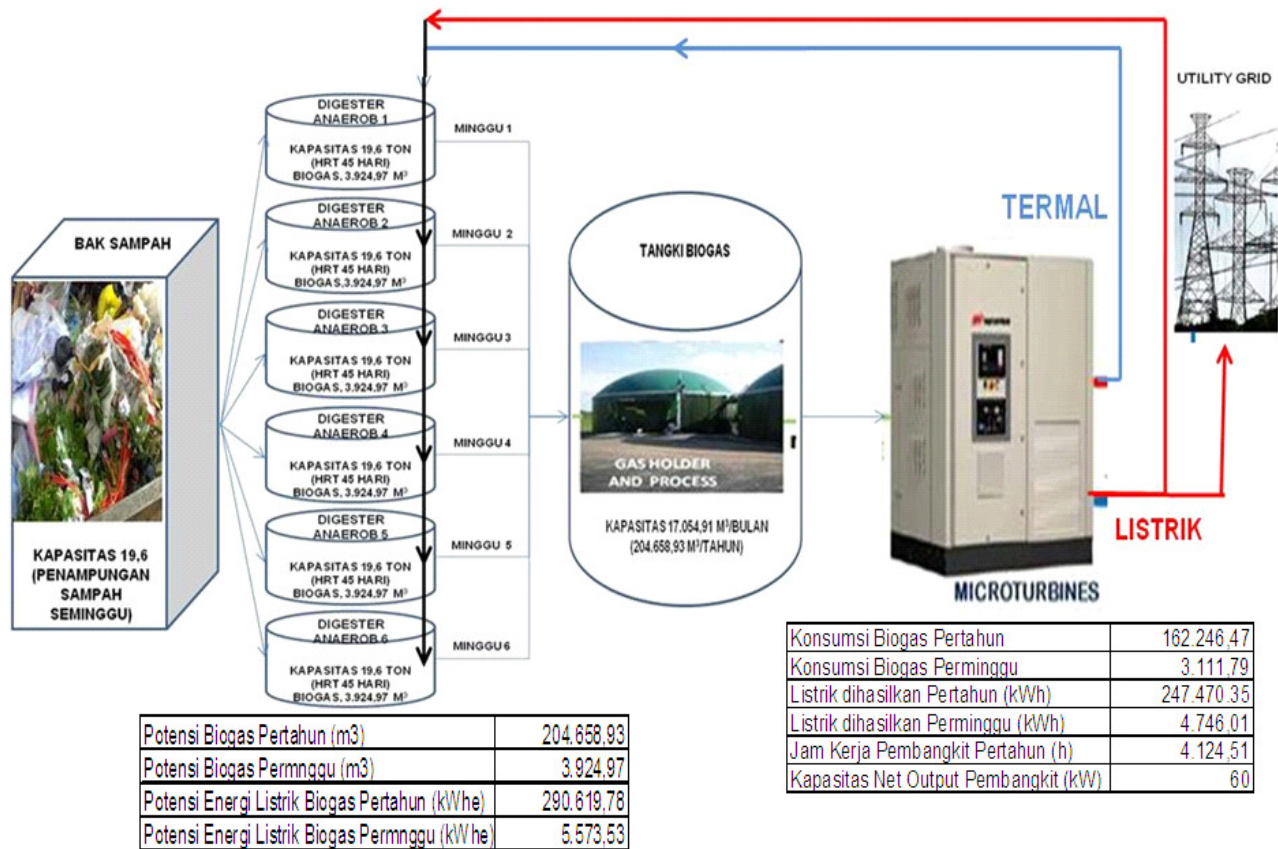 UTILITY GRID
TERMAL
BAK SAMPAH
KAPASITAS 19,6
(PENAMPUNGAN
SAMPAH
SEMINGGU)
DIGESTER
ANAEROB 1
KAPASITAS 19,6 TON
(HRT 45 HARI)
BIOGAS, 3.924,97 M³
MINGGU 1
DIGESTER
ANAEROB 2
KAPASITAS 19,6 TON
(HRT 45 HARI)
BIOGAS, 3.924,97 M³
MINGGU 2
DIGESTER
ANAEROB 3
KAPASITAS 19,6 TON
(HRT 45 HARI)
BIOGAS, 3.924,97 M³
MINGGU 3
DIGESTER
ANAEROB 4
KAPASITAS 19,6 TON
(HRT 45 HARI)
BIOGAS, 3.924,97 M³
MINGGU 4
DIGESTER
ANAEROB 5
KAPASITAS 19,6 TON
(HRT 45 HARI)
BIOGAS, 3.924,97 M³
MINGGU 5
DIGESTER
ANAEROB 6
KAPASITAS 19,6 TON
(HRT 45 HARI)
BIOGAS, 3.924,97 M³
MINGGU 6
TANGKI BIOGAS
GAS HOLDER
AND PROCESS
KAPASITAS 17.054,91 M³/BULAN
(204.658,93 M³/TAHUN)
LISTRIK
MICROTURBINES
Konsumsi Biogas Pertahun 162.246,47
Konsumsi Biogas Perminggu 3.111,79
Listrik dihasilkan Pertahun (kWh) 247.470.35
Listrik dihasilkan Perminggu (kWh) 4.746,01
Jam Kerja Pembangkit Pertahun (h) 4.124,51
Kapasitas Net Output Pembangkit (kW) 60
Potensi Biogas Pertahun (m3) 204.658,93
Potensi Biogas Permnggu (m3) 3.924,97
Potensi Energi Listrik Biogas Pertahun (kWhe) 290.619,78
Potensi Energi Listrik Biogas Permnggu (kWhe) 5.573,53